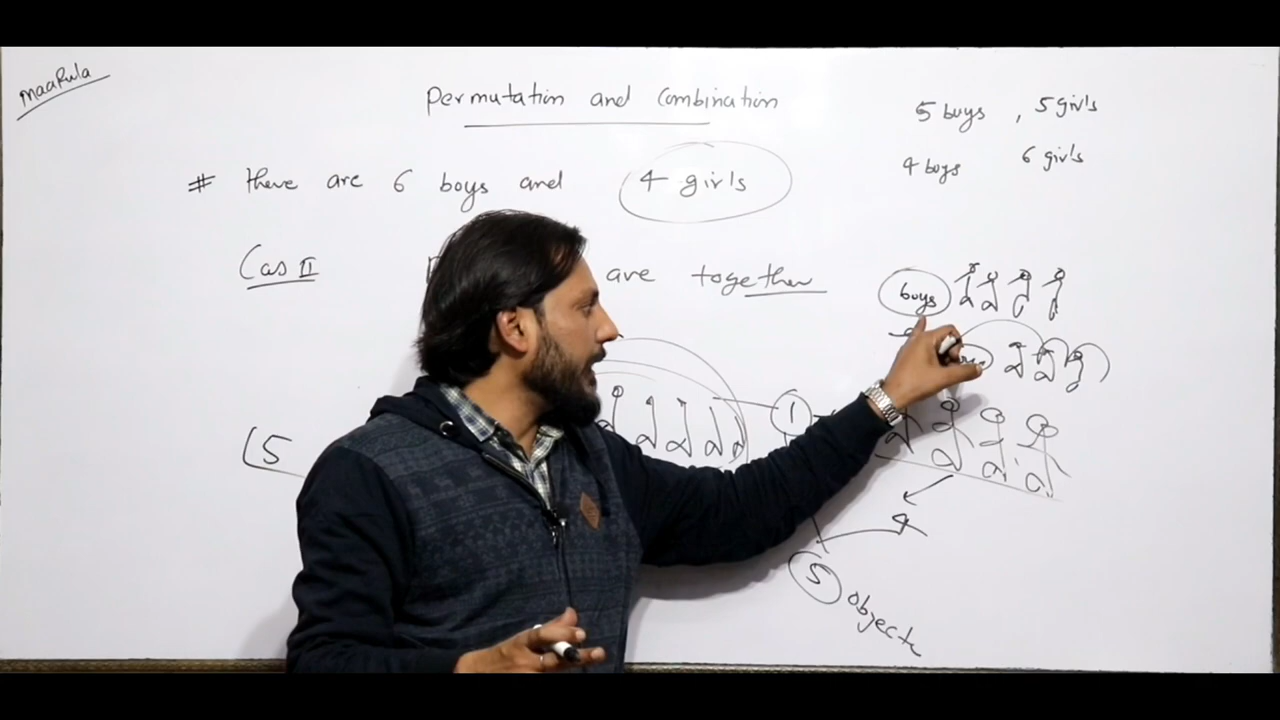 maarula
Permutation and Combination
5 boys , 5 girls
4 boys 6 girls
# there are 6 boys and 4 girls
Cas II are together
boys
1
5
4
5 objects